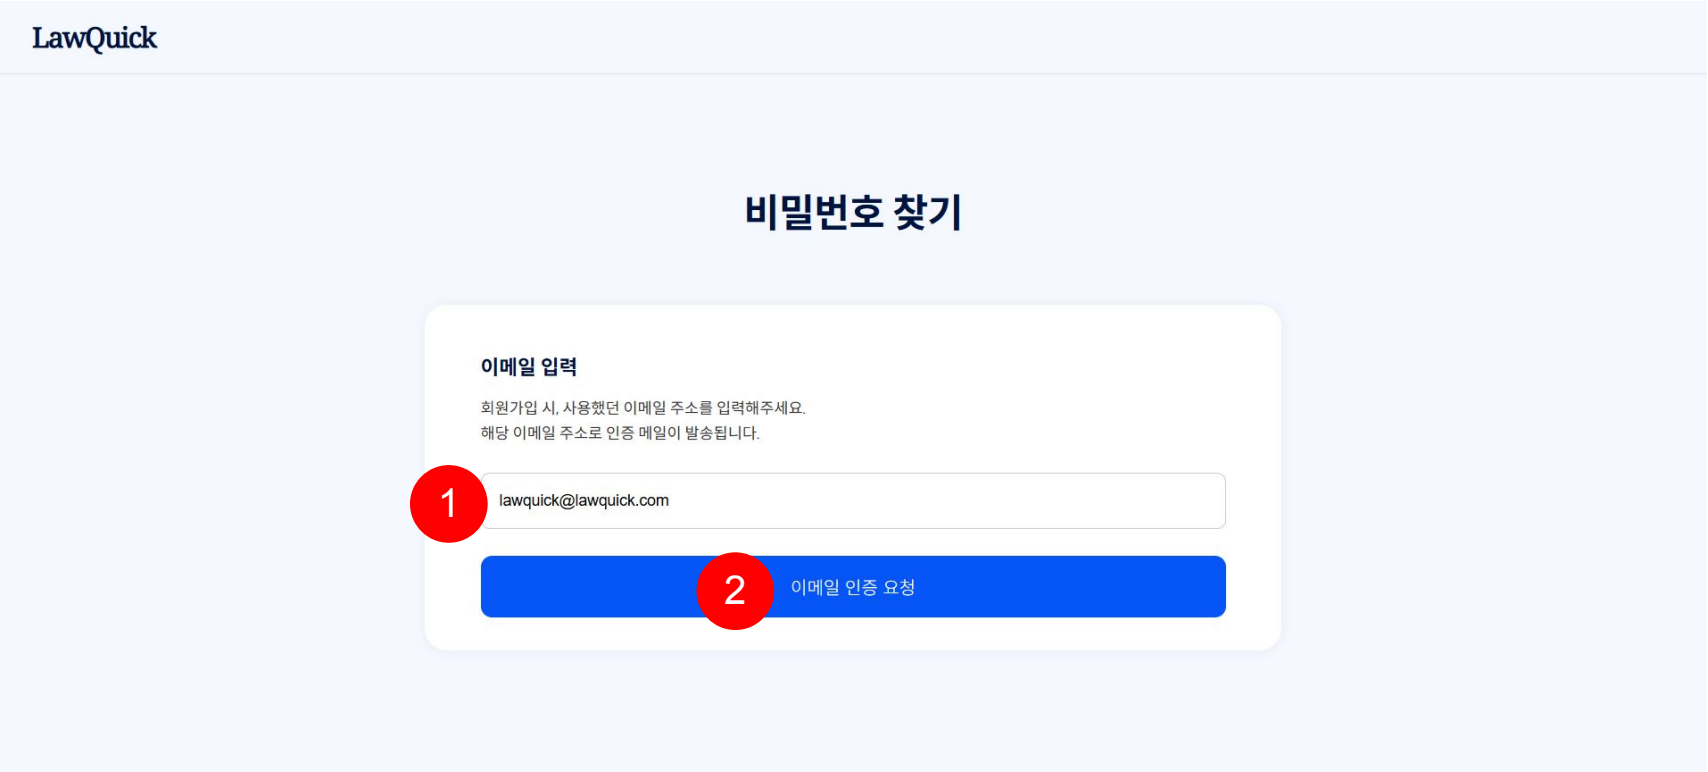 LawQuick
비밀번호 찾기
이메일 입력
회원가입 시, 사용했던 이메일 주소를 입력해주세요.
해당 이메일 주소로 인증 메일이 발송됩니다.
1
lawquick@lawquick.com
2
이메일 인증 요청